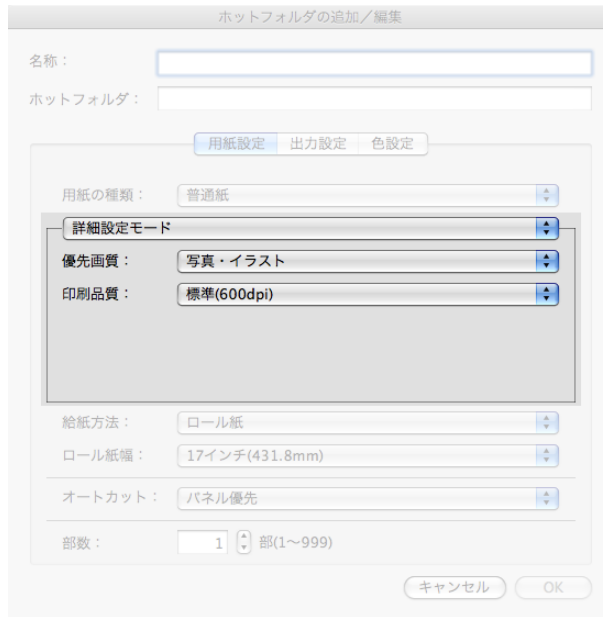 ホットフォルダの追加／編集
名称：
ホットフォルダ：
用紙設定 出力設定 色設定
用紙の種類： 普通紙
詳細設定モード
優先画質： 写真・イラスト
印刷品質： 標準(600dpi)
給紙方法： ロール紙
ロール紙幅： 17インチ(431.8mm)
オートカット： パネル優先
部数： 1 部(1～999)
キャンセル OK